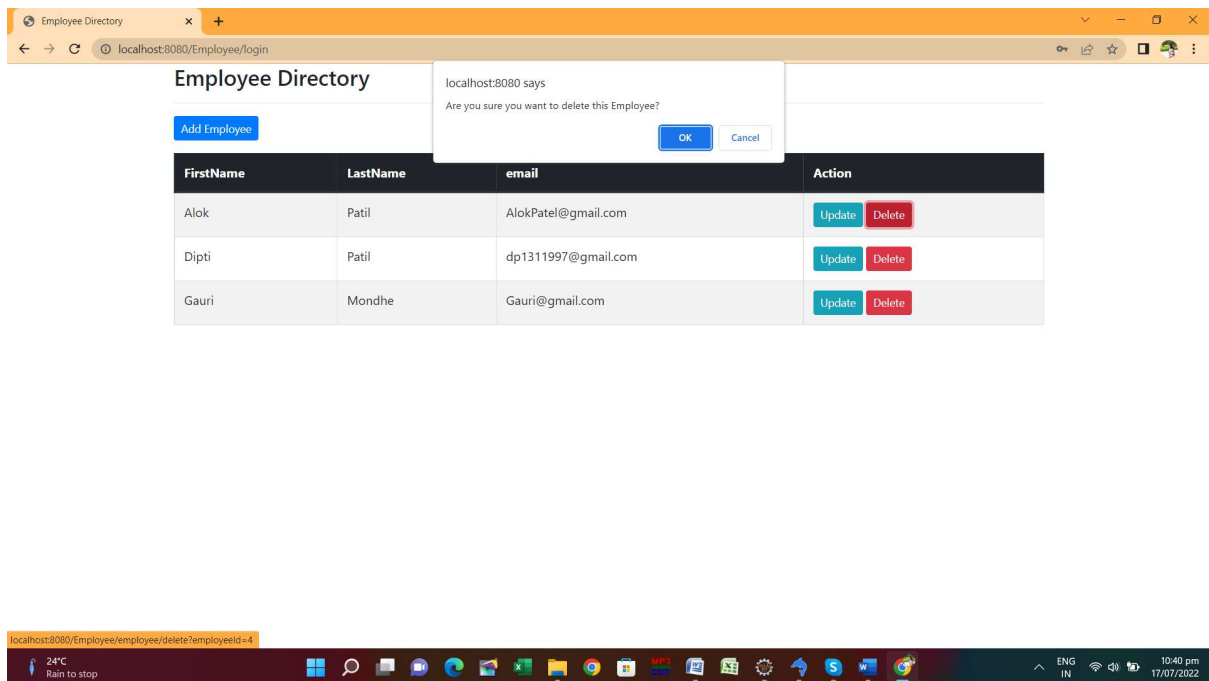 Employee Directory
localhost:8080/Employee/login
Employee Directory
localhost:8080 says
Are you sure you want to delete this Employee?
OK Cancel
Add Employee
FirstName LastName email Action
Alok Patil AlokPatel@gmail.com Update Delete
Dipti Patil dp1311997@gmail.com Update Delete
Gauri Mondhe Gauri@gmail.com Update Delete
localhost:8080/Employee/employee/delete?employeeId=4
24°C
Rain to stop
MP3
S
W
ENG
IN
10:40 pm
17/07/2022